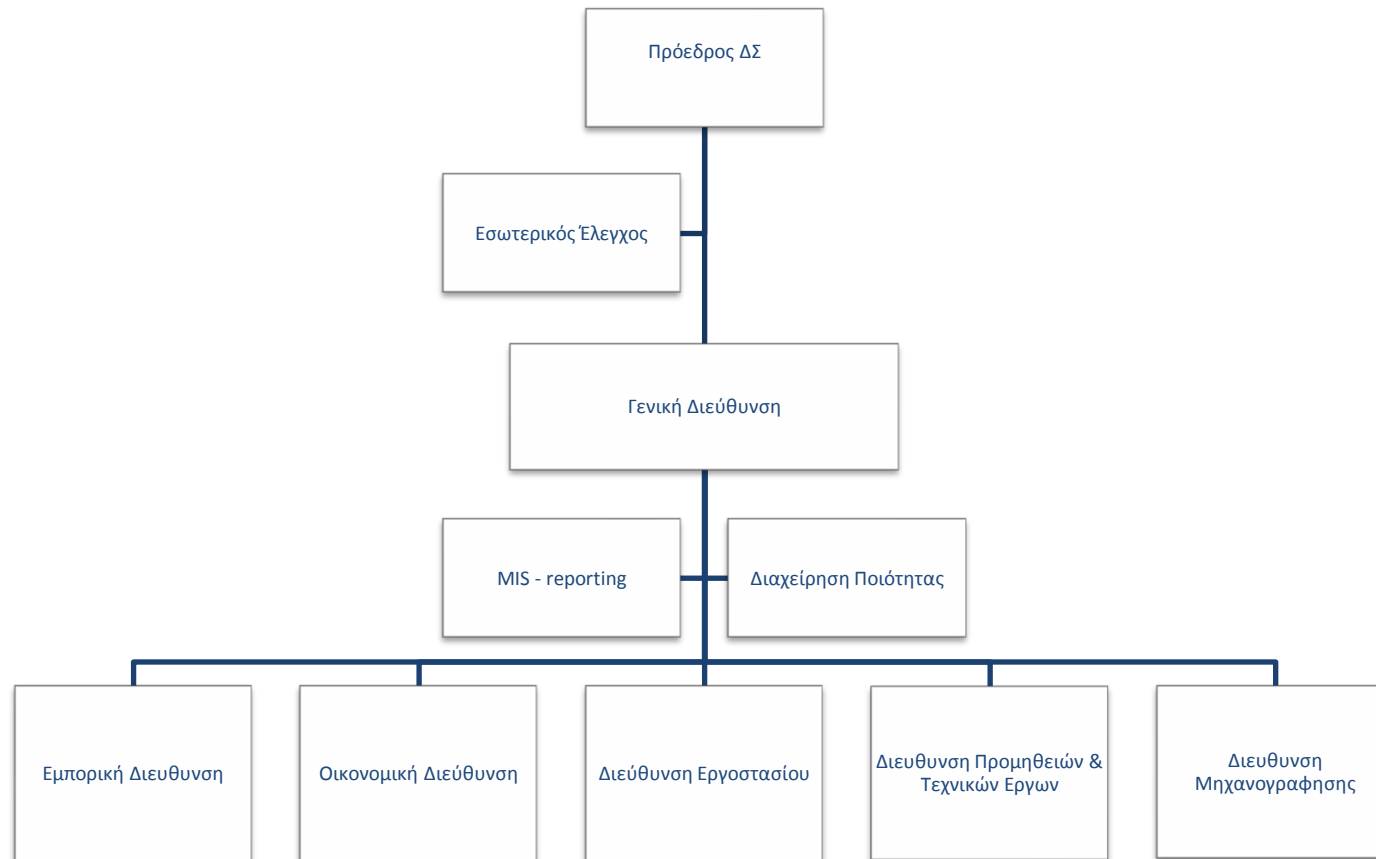 Πρόεδρος ΔΣ
Εσωτερικός Έλεγχος
Γενική Διεύθυνση
MIS - reporting
Διαχείρηση Ποιότητας
Εμπορική Διευθυνση
Οικονομική Διεύθυνση
Διεύθυνση Εργοστασίου
Διευθυνση Προμηθειών &
Τεχνικών Εργων
Διευθυνση
Μηχανογραφησης